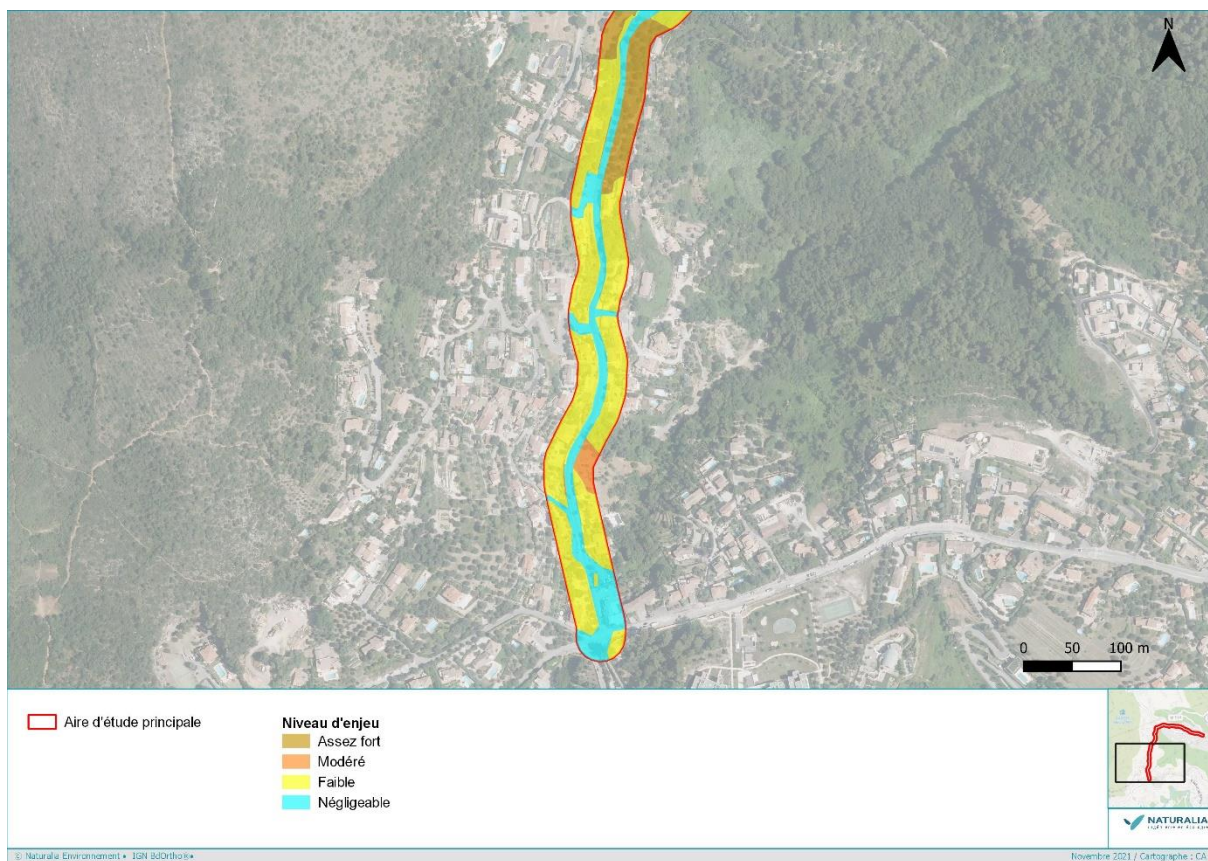 N
0 50 100 m
Aire d'étude principale
Niveau d'enjeu
Assez fort
Modéré
Faible
Négligeable
NATURALIA
© Naturalia Environnement • IGN BdOrtho®•
Novembre 2021 / Cartographe : CA